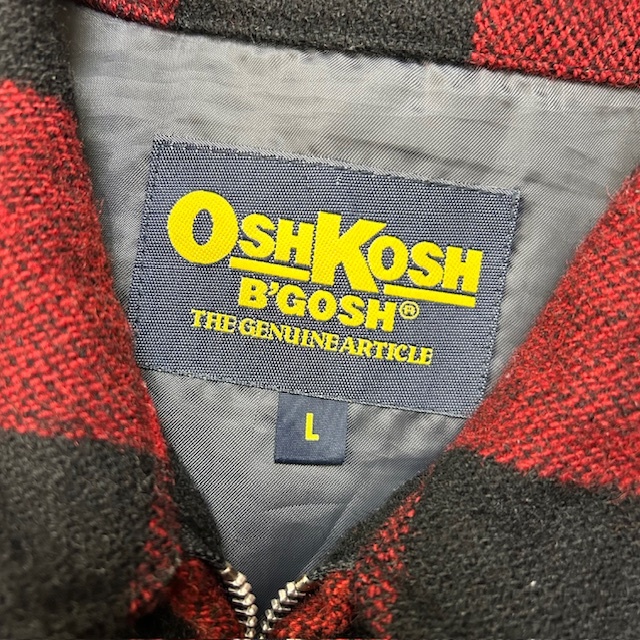 OSHKOSH
B'GOSH®
THE GENUINE ARTICLE
L